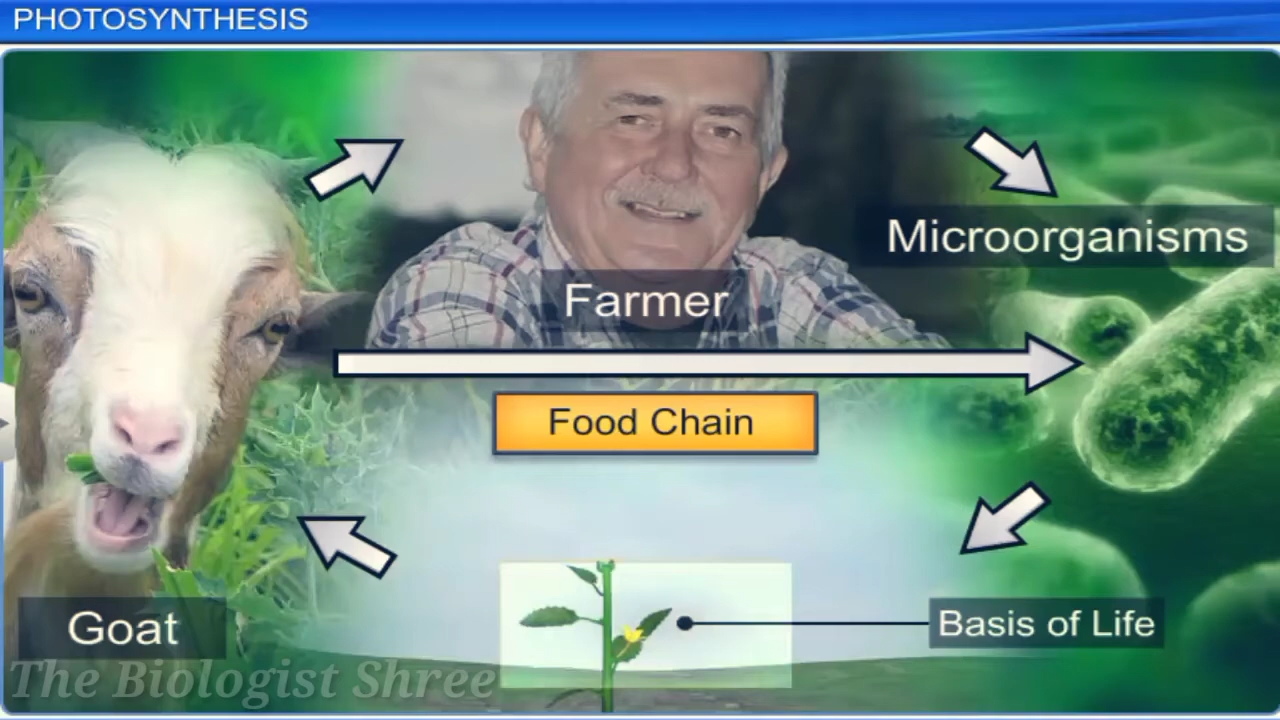 PHOTOSYNTHESIS
Microorganisms
Farmer
Food Chain
Goat
Basis of Life
The Biologist Shree